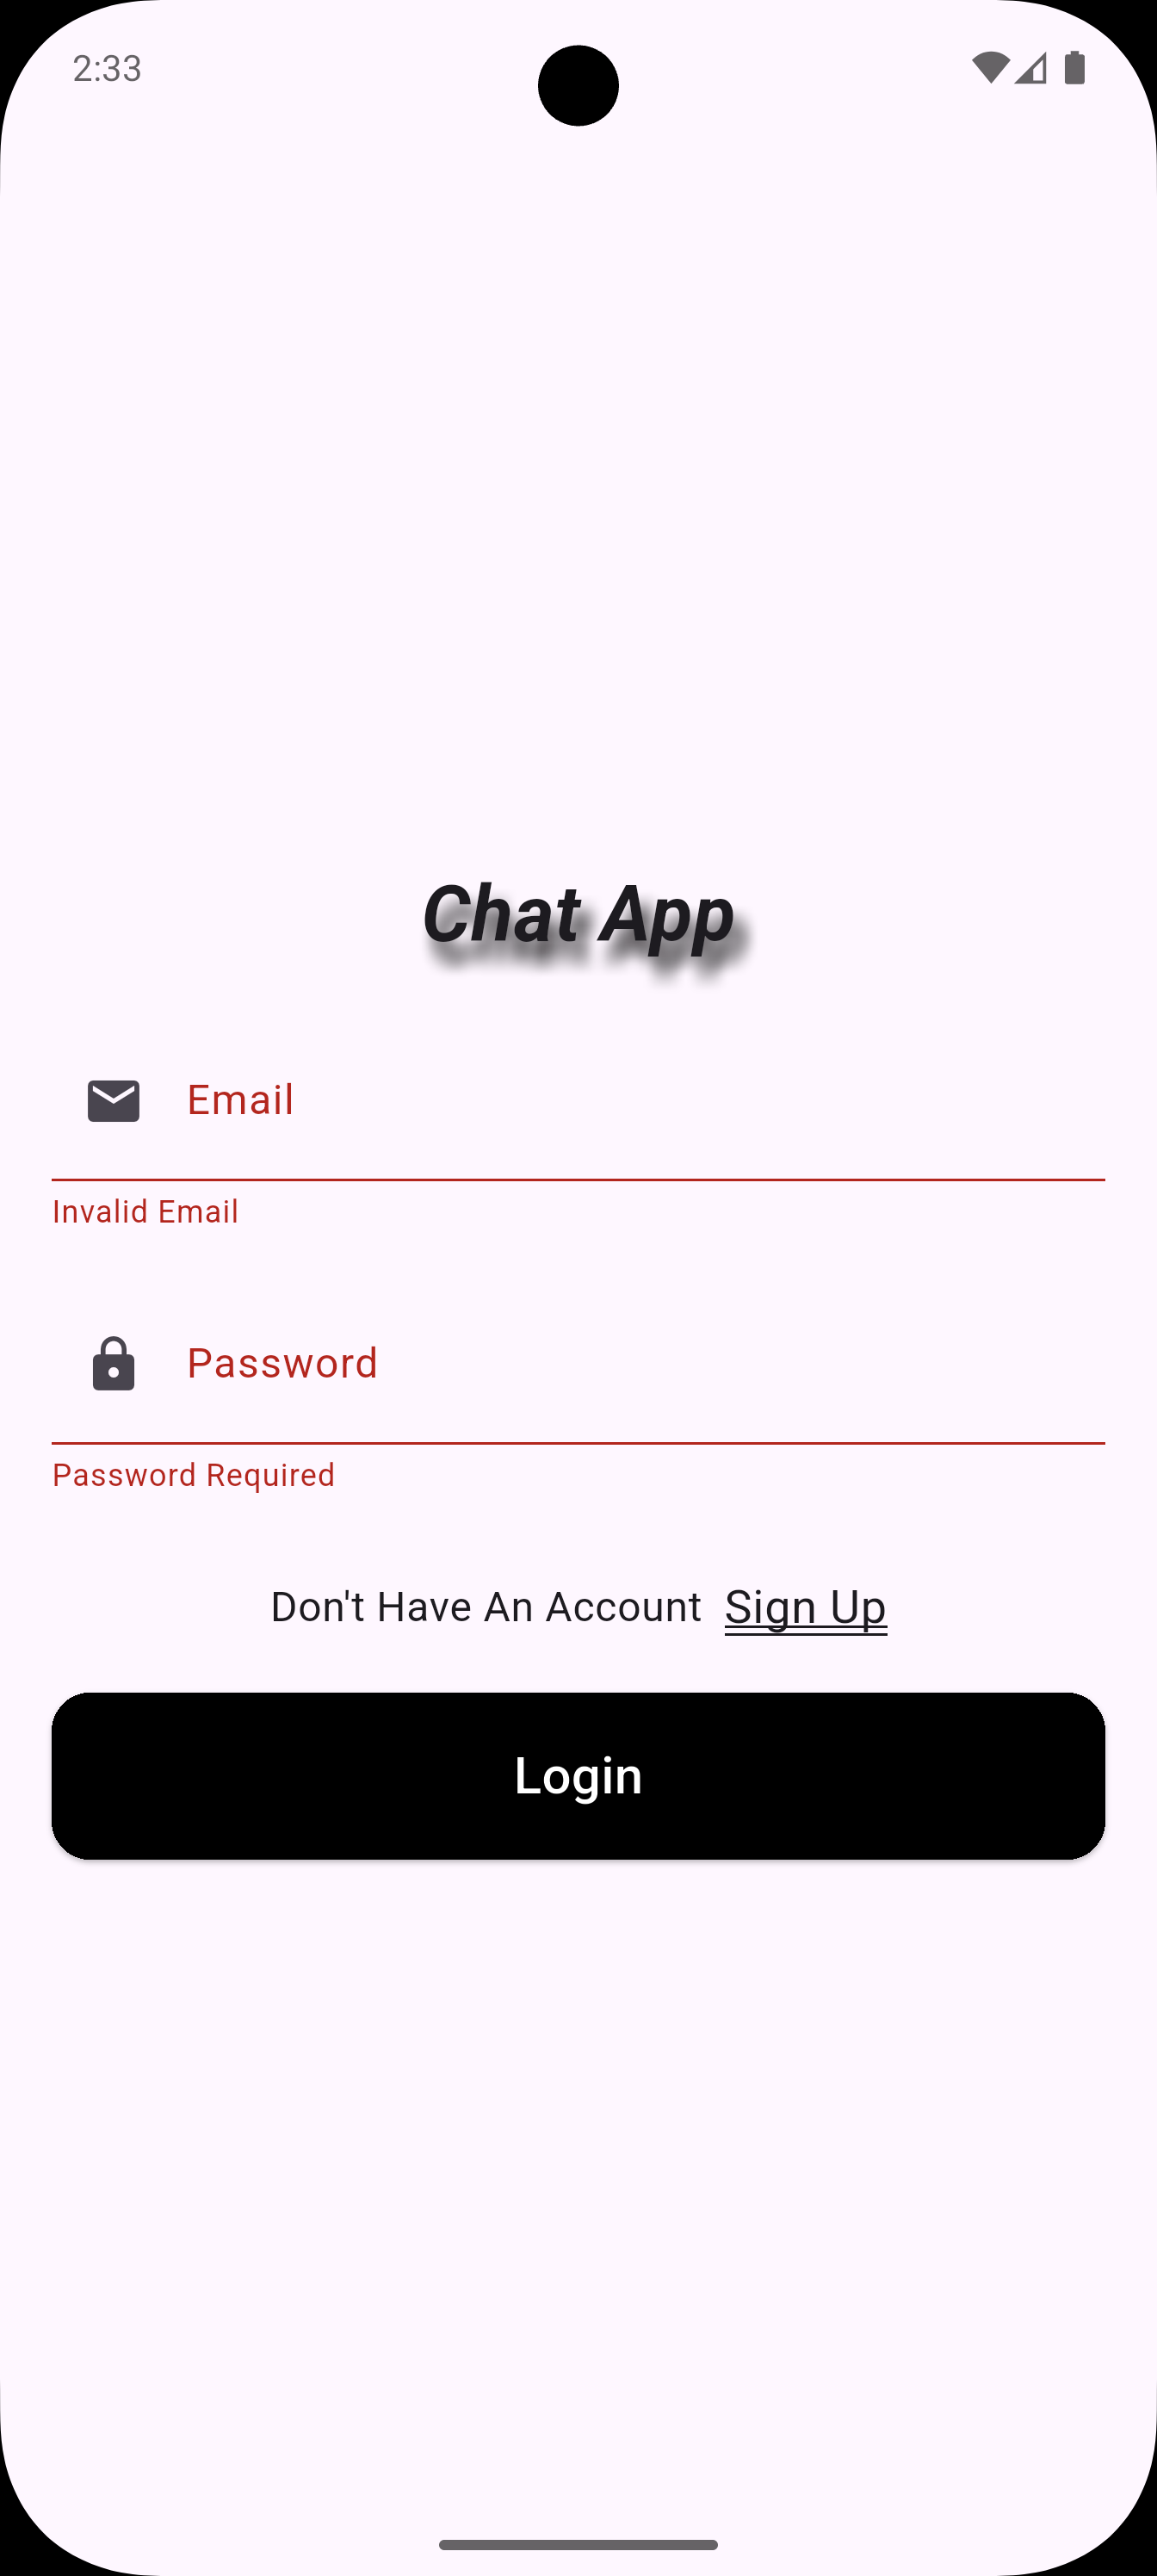 2:33
Chat App
Email
Invalid Email
Password
Password Required
Don't Have An Account Sign Up
Login